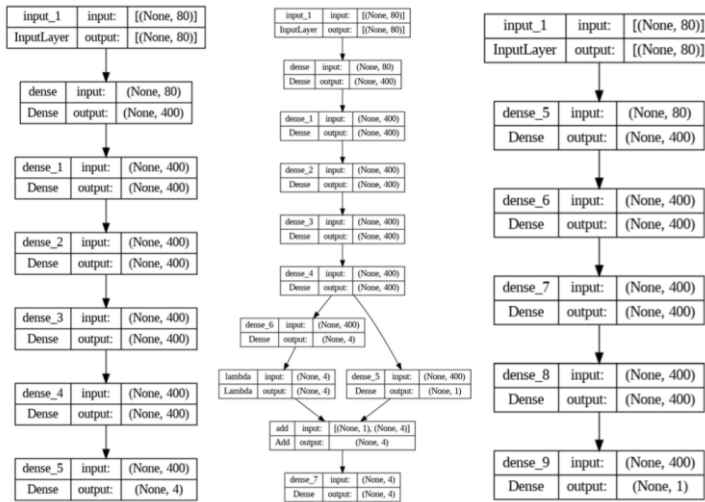 input_1 input: [(None, 80)]
InputLayer output: [(None, 80)]
dense input: (None, 80)
Dense output: (None, 400)
dense_1 input: (None, 400)
Dense output: (None, 400)
dense_2 input: (None, 400)
Dense output: (None, 400)
dense_3 input: (None, 400)
Dense output: (None, 400)
dense_4 input: (None, 400)
Dense output: (None, 400)
dense_5 input: (None, 400)
Dense output: (None, 4)
input_1 input: [(None, 80)]
InputLayer output: [(None, 80)]
dense input: (None, 80)
Dense output: (None, 400)
dense_1 input: (None, 400)
Dense output: (None, 400)
dense_2 input: (None, 400)
Dense output: (None, 400)
dense_3 input: (None, 400)
Dense output: (None, 400)
dense_4 input: (None, 400)
Dense output: (None, 400)
dense_6 input: (None, 400)
Dense output: (None, 4)
lambda input: (None, 4)
Lambda output: (None, 4)
dense_5 input: (None, 400)
Dense output: (None, 1)
add input: [(None, 1), (None, 4)]
Add output: (None, 4)
dense_7 input: (None, 4)
Dense output: (None, 4)
input_1 input: [(None, 80)]
InputLayer output: [(None, 80)]
dense_5 input: (None, 80)
Dense output: (None, 400)
dense_6 input: (None, 400)
Dense output: (None, 400)
dense_7 input: (None, 400)
Dense output: (None, 400)
dense_8 input: (None, 400)
Dense output: (None, 400)
dense_9 input: (None, 400)
Dense output: (None, 1)